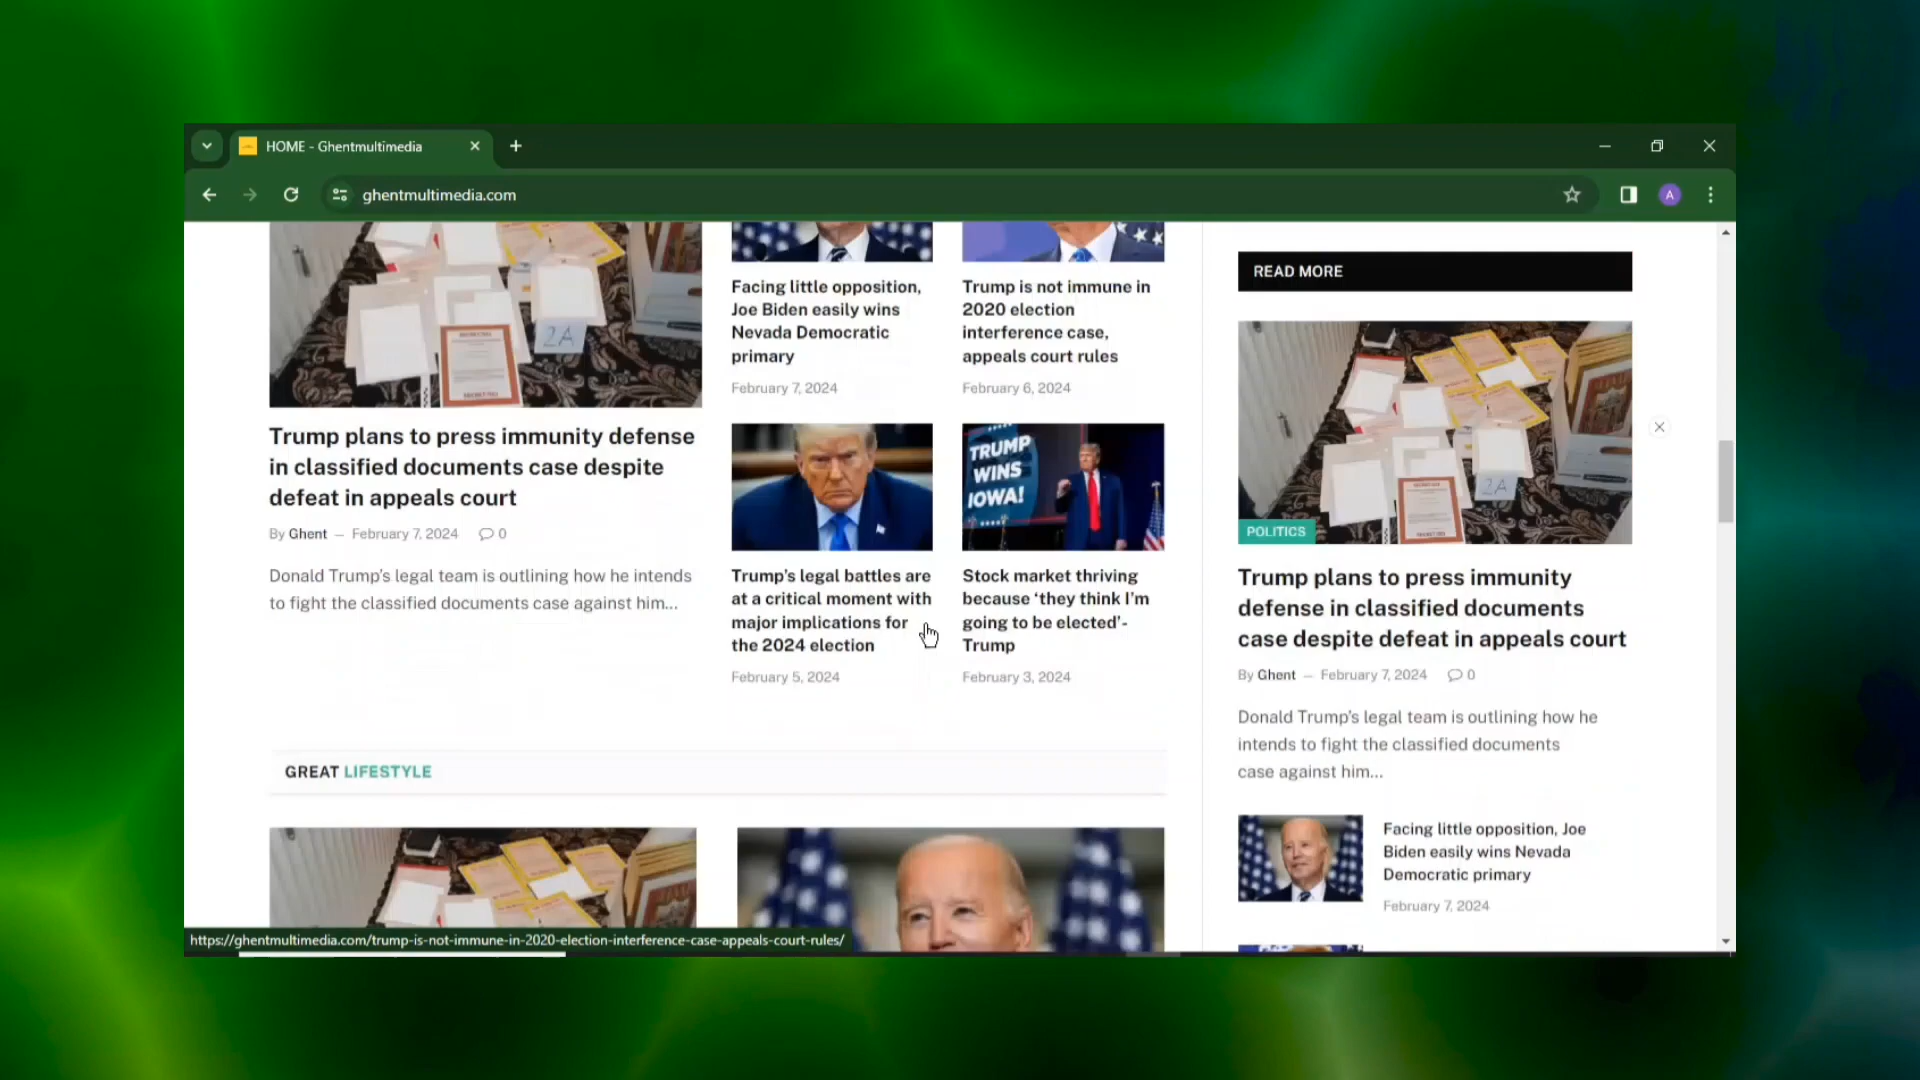 HOME - Ghentmultimedia
ghentmultimedia.com
A
2A
Trump plans to press immunity defense
in classified documents case despite
defeat in appeals court
By Ghent — February 7, 2024 0
Donald Trump's legal team is outlining how he intends
to fight the classified documents case against him...
Facing little opposition,
Joe Biden easily wins
Nevada Democratic
primary
February 7, 2024
Trump is not immune in
2020 election
interference case,
appeals court rules
February 6, 2024
Trump's legal battles are
at a critical moment with
major implications for
the 2024 election
February 5, 2024
TRUMP
WINS
IOWA!
Stock market thriving
because ‘they think I'm
going to be elected’-
Trump
February 3, 2024
GREAT LIFESTYLE
READ MORE
2A
POLITICS
Trump plans to press immunity
defense in classified documents
case despite defeat in appeals court
By Ghent — February 7, 2024 0
Donald Trump's legal team is outlining how he
intends to fight the classified documents
case against him...
Facing little opposition, Joe
Biden easily wins Nevada
Democratic primary
February 7, 2024
https://ghentmultimedia.com/trump-is-not-immune-in-2020-election-interference-case-appeals-court-rules/